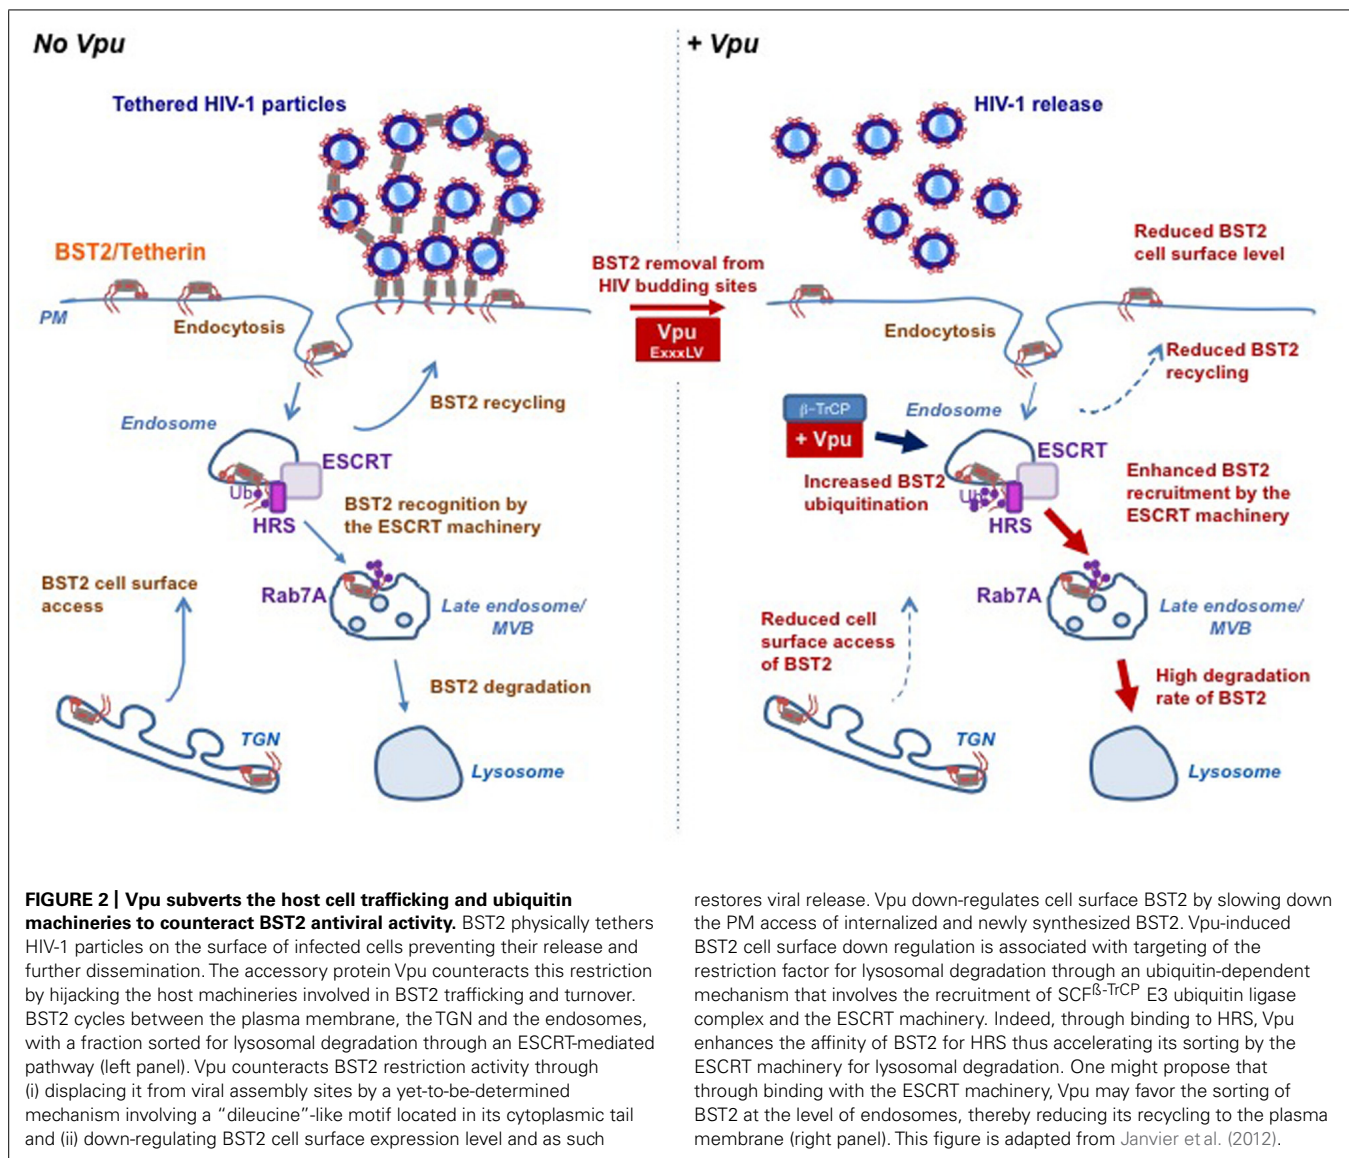 No Vpu
Tethered HIV-1 particles
BST2/Tetherin
PM
Endocytosis
BST2 recycling
Endosome
ESCRT
Ub
HRS
BST2 recognition by
the ESCRT machinery
BST2 cell surface
access
Rab7A
Late endosome/
MVB
BST2 degradation
TGN
Lysosome
BST2 removal from
HIV budding sites
Vpu
ExxxLV
+ Vpu
HIV-1 release
Reduced BST2
cell surface level
Endocytosis
Reduced BST2
recycling
β-TrCP
+ Vpu
Endosome
ESCRT
Increased BST2
ubiquitination
Ub
HRS
Enhanced BST2
recruitment by the
ESCRT machinery
Rab7A
Late endosome/
MVB
Reduced cell
surface access
of BST2
High degradation
rate of BST2
TGN
Lysosome
FIGURE 2 | Vpu subverts the host cell trafficking and ubiquitin
machineries to counteract BST2 antiviral activity. BST2 physically tethers
HIV-1 particles on the surface of infected cells preventing their release and
further dissemination. The accessory protein Vpu counteracts this restriction
by hijacking the host machineries involved in BST2 trafficking and turnover.
BST2 cycles between the plasma membrane, the TGN and the endosomes,
with a fraction sorted for lysosomal degradation through an ESCRT-mediated
pathway (left panel). Vpu counteracts BST2 restriction activity through
(i) displacing it from viral assembly sites by a yet-to-be-determined
mechanism involving a “dileucine”-like motif located in its cytoplasmic tail
and (ii) down-regulating BST2 cell surface expression level and as such
restores viral release. Vpu down-regulates cell surface BST2 by slowing down
the PM access of internalized and newly synthesized BST2. Vpu-induced
BST2 cell surface down regulation is associated with targeting of the
restriction factor for lysosomal degradation through an ubiquitin-dependent
mechanism that involves the recruitment of SCFß-TrCP E3 ubiquitin ligase
complex and the ESCRT machinery. Indeed, through binding to HRS, Vpu
enhances the affinity of BST2 for HRS thus accelerating its sorting by the
ESCRT machinery for lysosomal degradation. One might propose that
through binding with the ESCRT machinery, Vpu may favor the sorting of
BST2 at the level of endosomes, thereby reducing its recycling to the plasma
membrane (right panel). This figure is adapted from Janvier et al. (2012).